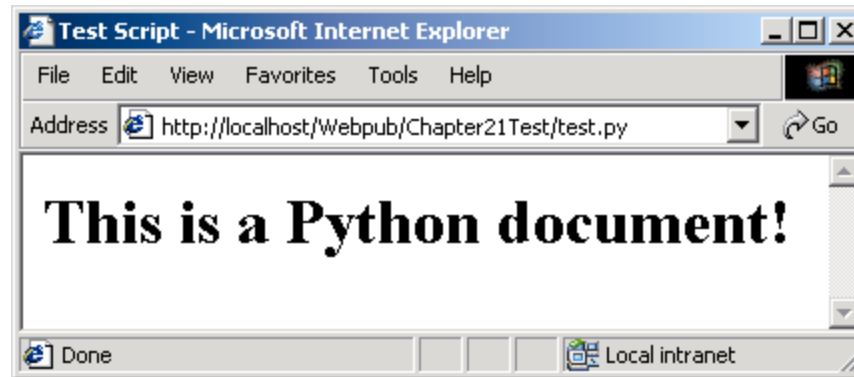 Test Script - Microsoft Internet Explorer
File Edit View Favorites Tools Help
Address http://localhost/Webpub/Chapter21Test/test.py Go
This is a Python document!
Done Local intranet